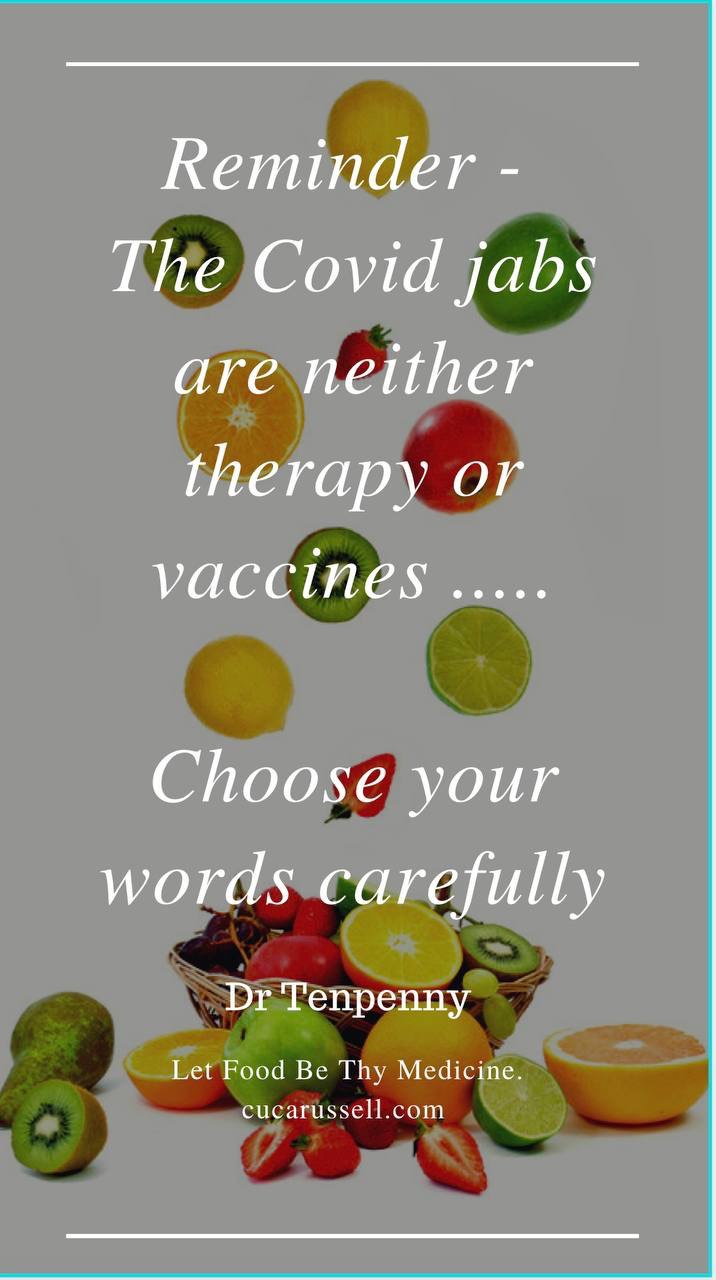 Reminder -
The Covid jabs
are neither
therapy or
vaccines .....
Choose your
words carefully
Dr Tenpenny
Let Food Be Thy Medicine.
cucarussell.com